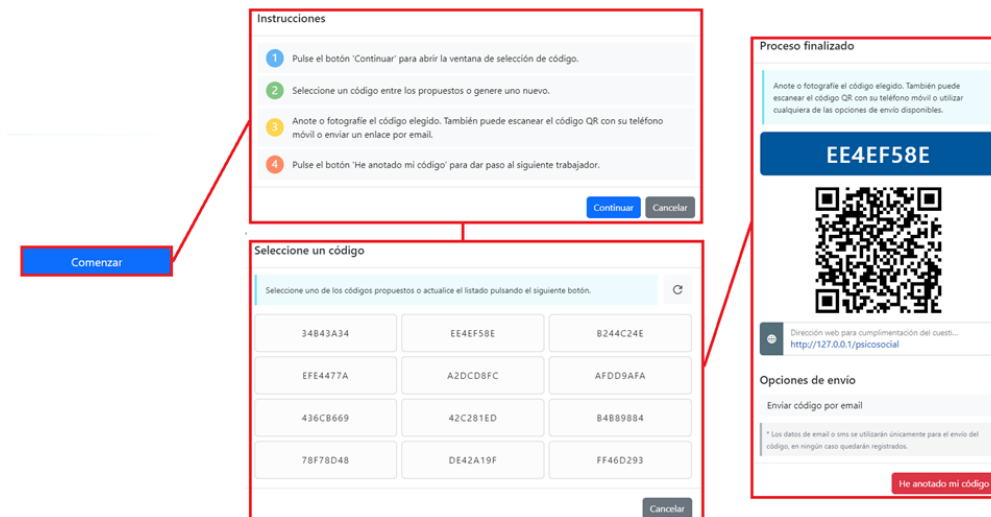 Comenzar
Instrucciones
1 Pulse el botón 'Continuar' para abrir la ventana de selección de código.
2 Seleccione un código entre los propuestos o genere uno nuevo.
3 Anote o fotografíe el código elegido. También puede escanear el código QR con su teléfono
móvil o enviar un enlace por email.
4 Pulse el botón 'He anotado mi código' para dar paso al siguiente trabajador.
Continuar Cancelar
Seleccione un código
Seleccione uno de los códigos propuestos o actualice el listado pulsando el siguiente botón.
34B43A34 EE4EF58E B244C24E
EFE4477A A2DCD8FC AFDD9AFA
436CB669 42C281ED B4B89884
78F78D48 DE42A19F FF46D293
Cancelar
Proceso finalizado
Anote o fotografíe el código elegido. También puede
escanear el código QR con su teléfono móvil o utilizar
cualquiera de las opciones de envío disponibles.
EE4EF58E
Dirección web para cumplimentación del cuesti...
http://127.0.0.1/psicosocial
Opciones de envío
Enviar código por email
* Los datos de email o sms se utilizarán únicamente para el envío del
código, en ningún caso quedarán registrados.
He anotado mi código